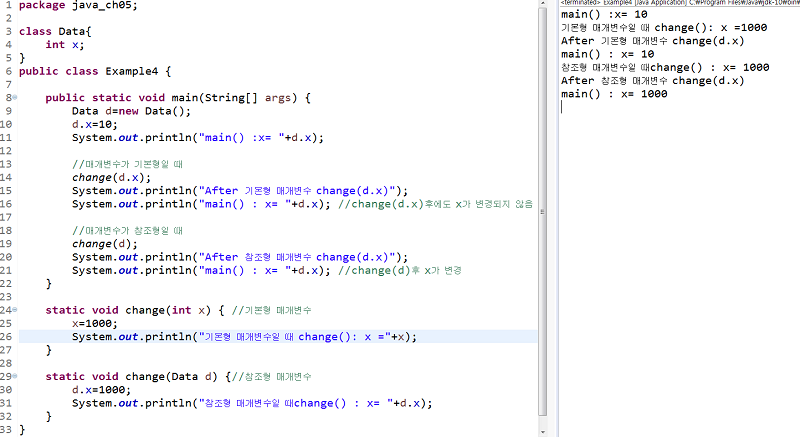 1 package java_ch05;
2
3 class Data{
4     int x;
5 }
6 public class Example4 {
7
8     public static void main(String[] args) {
9         Data d=new Data();
10         d.x=10;
11         System.out.println("main() :x= "+d.x);
12
13         //매개변수가 기본형일 때
14         change(d.x);
15         System.out.println("After 기본형 매개변수 change(d.x)");
16         System.out.println("main() : x= "+d.x); //change(d.x)후에도 x가 변경되지 않음
17
18         //매개변수가 참조형일 때
19         change(d);
20         System.out.println("After 참조형 매개변수 change(d.x)");
21         System.out.println("main() : x= "+d.x); //change(d)후 x가 변경
22     }
23
24     static void change(int x) { //기본형 매개변수
25         x=1000;
26         System.out.println("기본형 매개변수일 때 change(): x ="+x);
27     }
28
29     static void change(Data d) {//참조형 매개변수
30         d.x=1000;
31         System.out.println("참조형 매개변수일 때change() : x= "+d.x);
32     }
33 }
<terminated> Example4 [Java Application] C:\Program Files\Java\jdk-10\bin\
main() :x= 10
기본형 매개변수일 때 change(): x =1000
After 기본형 매개변수 change(d.x)
main() : x= 10
참조형 매개변수일 때change() : x= 1000
After 참조형 매개변수 change(d.x)
main() : x= 1000